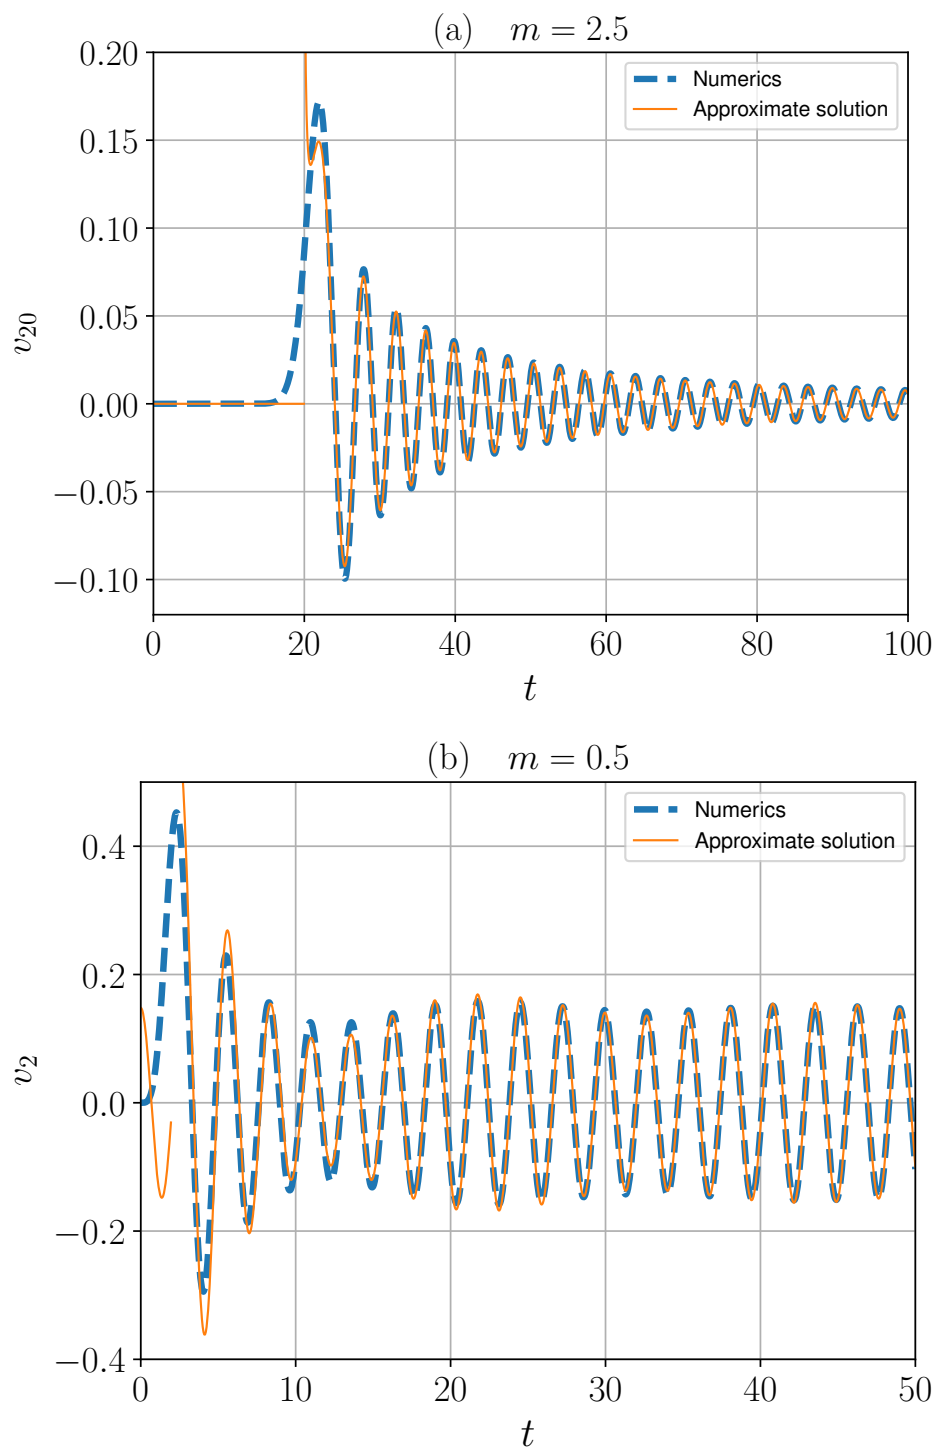 (a) m = 2.5
0.20
0.15
0.10
0.05
0.00
−0.05
−0.10
v20
Numerics
Approximate solution
0 20 40 60 80 100
t
(b) m = 0.5
0.4
0.2
0.0
−0.2
−0.4
v2
Numerics
Approximate solution
0 10 20 30 40 50
t